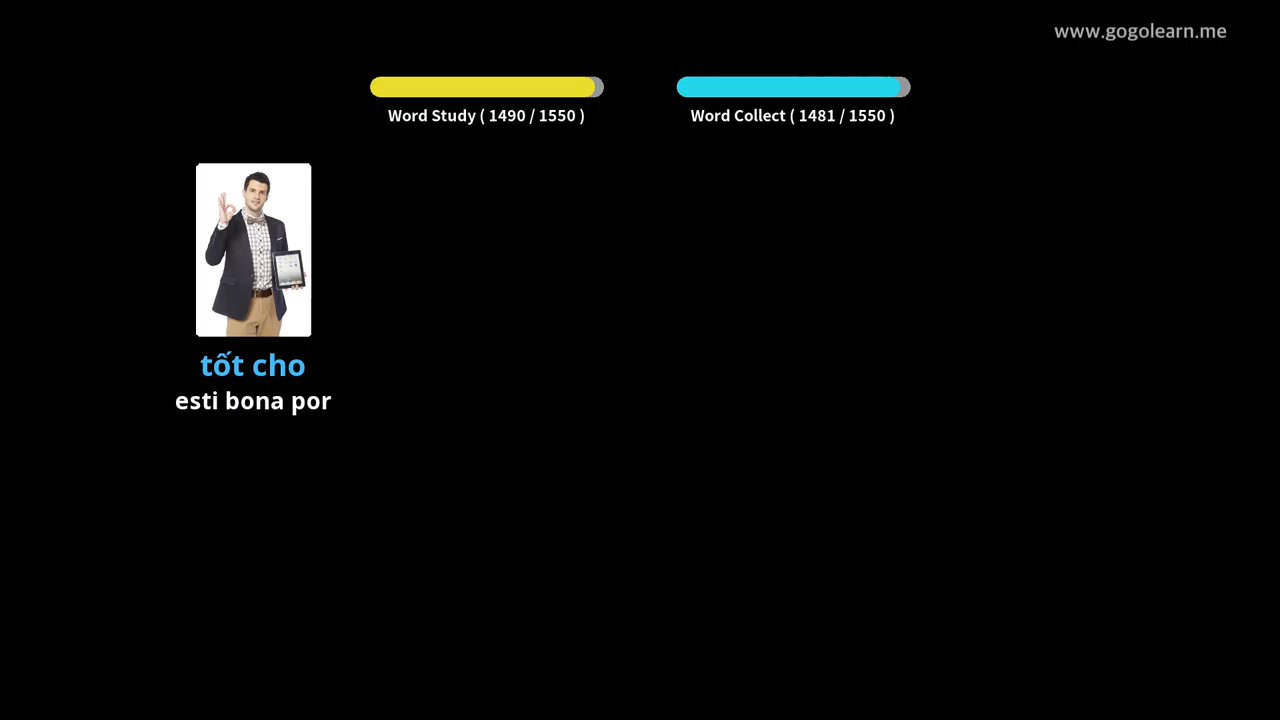 www.gogolearn.me
Word Study ( 1490 / 1550 )
Word Collect ( 1481 / 1550 )
tốt cho
esti bona por